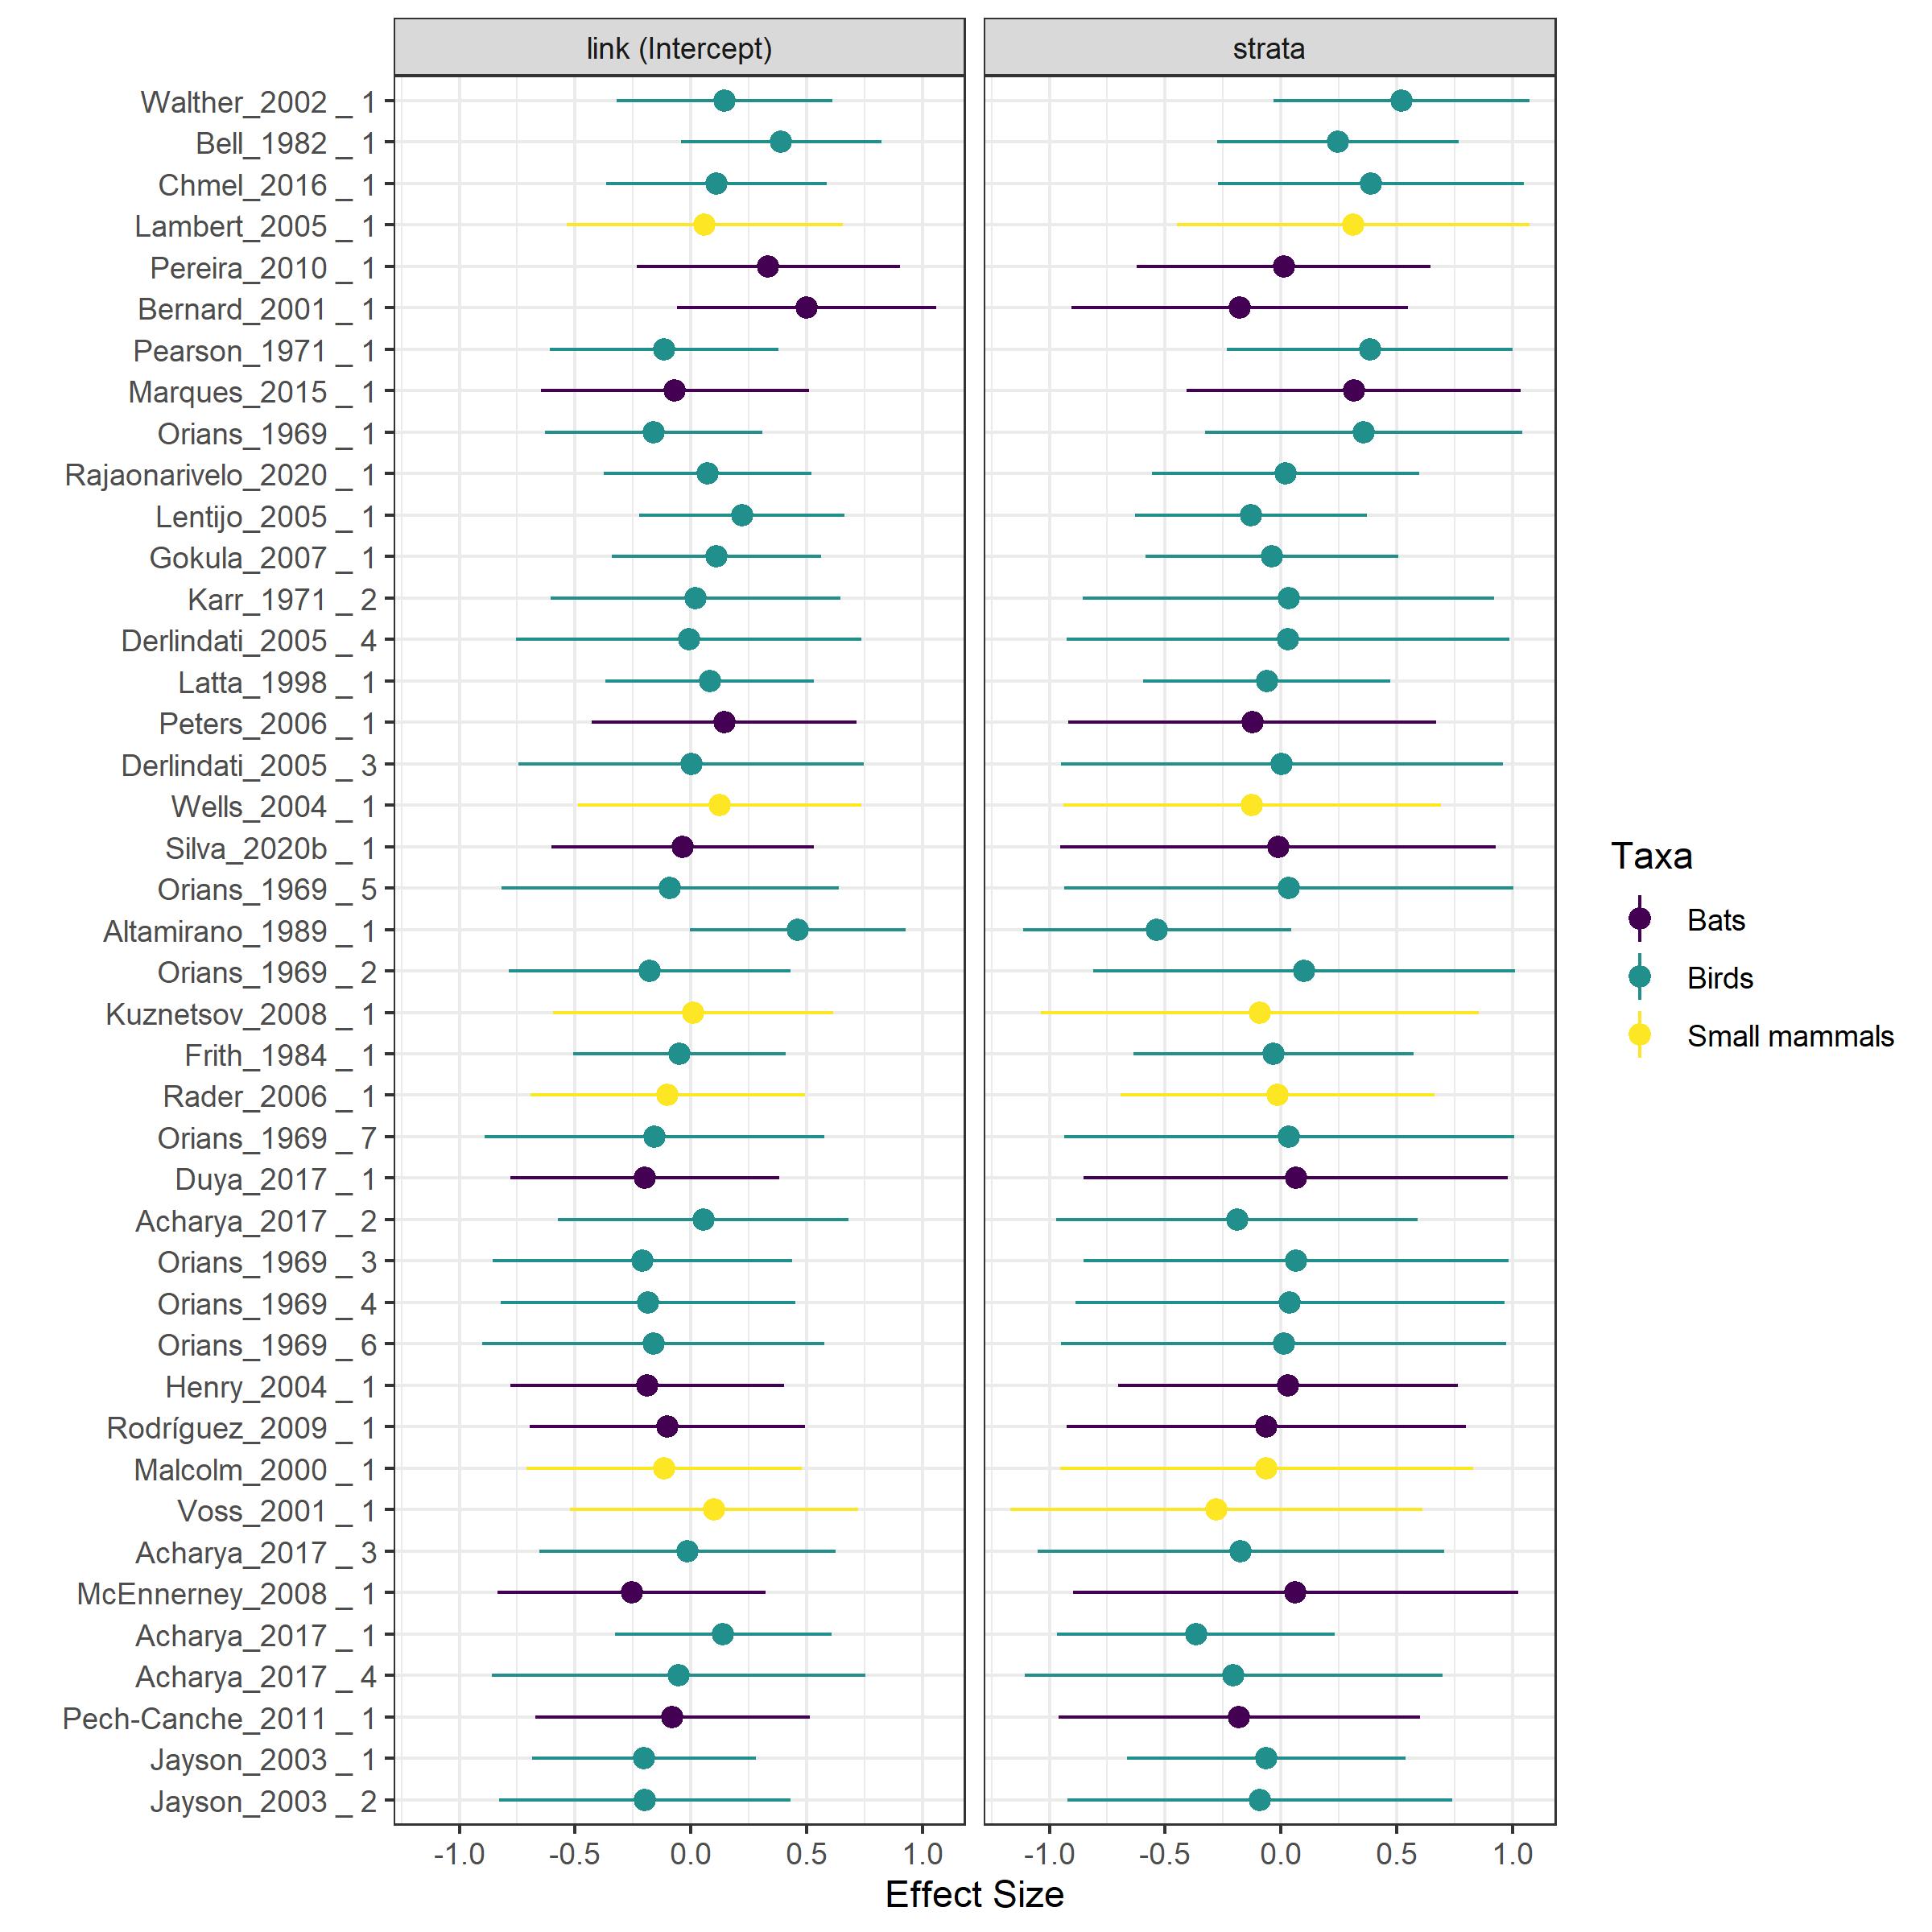 link (Intercept)
strata
Walther_2002 _ 1
Bell_1982 _ 1
Chmel_2016 _ 1
Lambert_2005 _ 1
Pereira_2010 _ 1
Bernard_2001 _ 1
Pearson_1971 _ 1
Marques_2015 _ 1
Orians_1969 _ 1
Rajaonarivelo_2020 _ 1
Lentijo_2005 _ 1
Gokula_2007 _ 1
Karr_1971 _ 2
Derlindati_2005 _ 4
Latta_1998 _ 1
Peters_2006 _ 1
Derlindati_2005 _ 3
Wells_2004 _ 1
Silva_2020b _ 1
Orians_1969 _ 5
Altamirano_1989 _ 1
Orians_1969 _ 2
Kuznetsov_2008 _ 1
Frith_1984 _ 1
Rader_2006 _ 1
Orians_1969 _ 7
Duya_2017 _ 1
Acharya_2017 _ 2
Orians_1969 _ 3
Orians_1969 _ 4
Orians_1969 _ 6
Henry_2004 _ 1
Rodríguez_2009 _ 1
Malcolm_2000 _ 1
Voss_2001 _ 1
Acharya_2017 _ 3
McEnnerney_2008 _ 1
Acharya_2017 _ 1
Acharya_2017 _ 4
Pech-Canche_2011 _ 1
Jayson_2003 _ 1
Jayson_2003 _ 2
-1.0 -0.5 0.0 0.5 1.0
-1.0 -0.5 0.0 0.5 1.0
Effect Size
Taxa
Bats
Birds
Small mammals